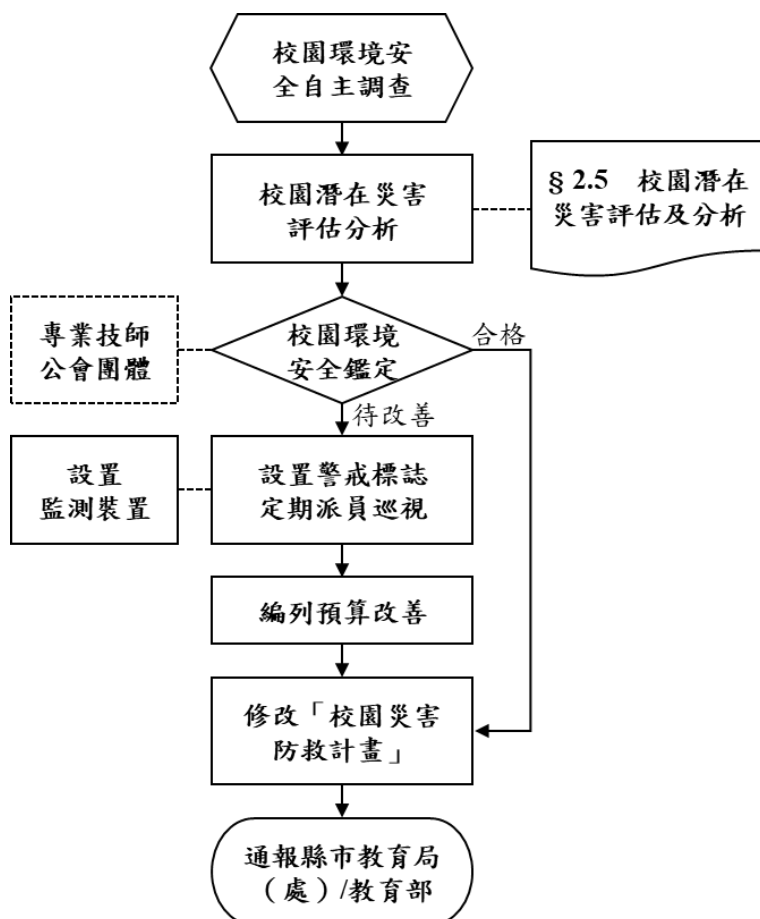 校園環境安
全自主調查
校園潛在災害
評估分析
§ 2.5 校園潛在
災害評估及分析
專業技師
公會團體
校園環境
安全鑑定
合格
待改善
設置
監測裝置
設置警戒標誌
定期派員巡視
編列預算改善
修改「校園災害
防救計畫」
通報縣市教育局
（處）/教育部